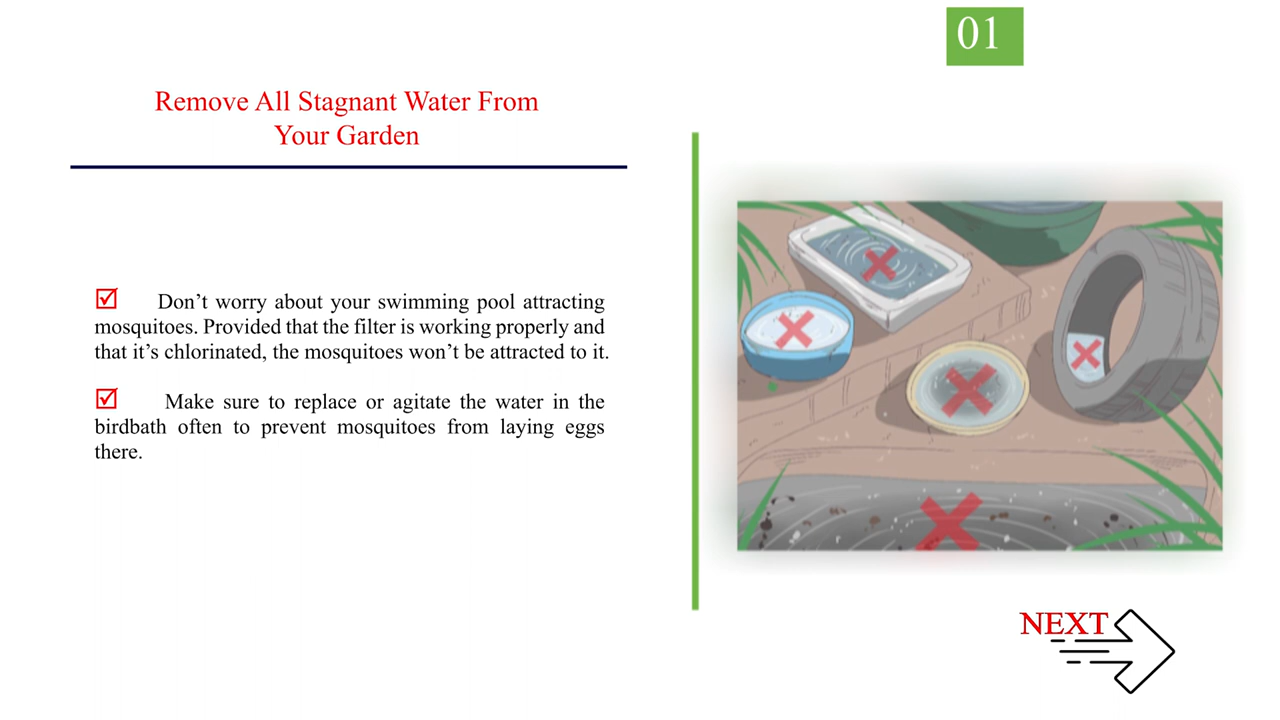 01
Remove All Stagnant Water From
Your Garden
Don’t worry about your swimming pool attracting
mosquitoes. Provided that the filter is working properly and
that it’s chlorinated, the mosquitoes won’t be attracted to it.
Make sure to replace or agitate the water in the
birdbath often to prevent mosquitoes from laying eggs
there.
NEXT